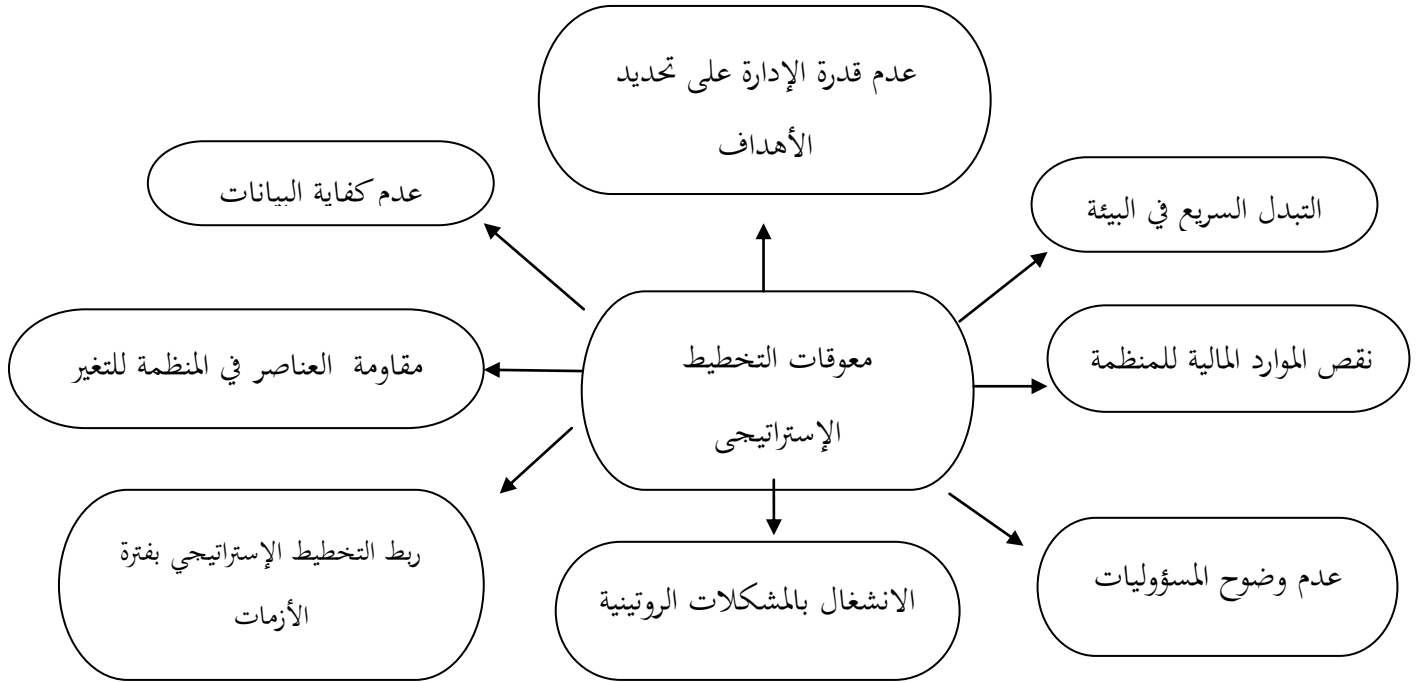 عدم قدرة الإدارة على تحديد
الأهداف
التبدل السريع في البيئة
عدم كفاية البيانات
معوقات التخطيط
الإستراتيجى
نقص الموارد المالية للمنظمة
مقاومة العناصر في المنظمة للتغير
عدم وضوح المسؤوليات
الانشغال بالمشكلات الروتينية
ربط التخطيط الإستراتيجي بفترة
الأزمات